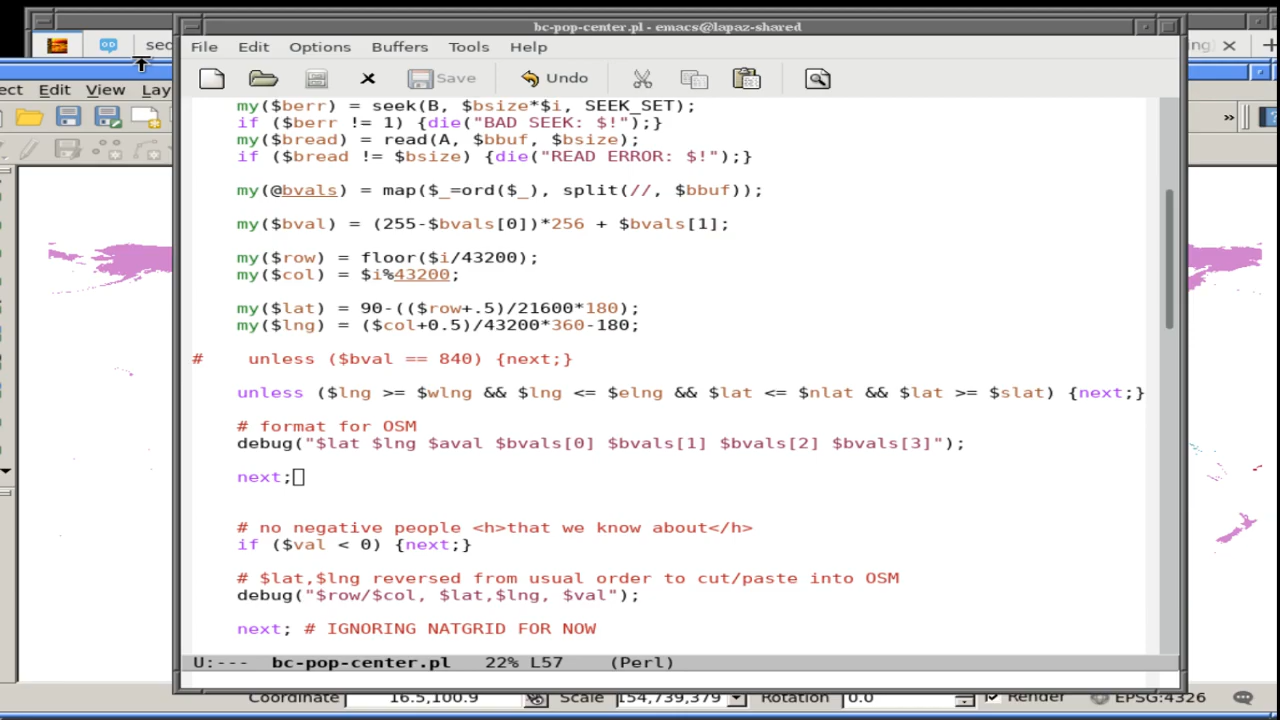 bc-pop-center.pl - emacs@lapaz-shared
sec
ng)
File Edit Options Buffers Tools Help
ect Edit View Lay
Save Undo
»
my($berr) = seek(B, $bsize*$i, SEEK_SET);
if ($berr != 1) {die("BAD SEEK: $!");}
my($bread) = read(A, $bbuf, $bsize);
if ($bread != $bsize) {die("READ ERROR: $!");}
my(@bvals) = map($_=ord($_), split(//, $bbuf));
my($bval) = (255-$bvals[0])*256 + $bvals[1];
my($row) = floor($i/43200);
my($col) = $i%43200;
my($lat) = 90-(($row+.5)/21600*180);
my($lng) = ($col+0.5)/43200*360-180;
#    unless ($bval == 840) {next;}
unless ($lng >= $wlng && $lng <= $elng && $lat <= $nlat && $lat >= $slat) {next;}
# format for OSM
debug("$lat $lng $aval $bvals[0] $bvals[1] $bvals[2] $bvals[3]");
next;
# no negative people <h>that we know about</h>
if ($val < 0) {next;}
# $lat,$lng reversed from usual order to cut/paste into OSM
debug("$row/$col, $lat,$lng, $val");
next; # IGNORING NATGRID FOR NOW
U:--- bc-pop-center.pl 22% L57 (Perl)
Coordinate 16.5,100.9 Scale 154,739,379 Rotation 0.0 Render EPSG:4326